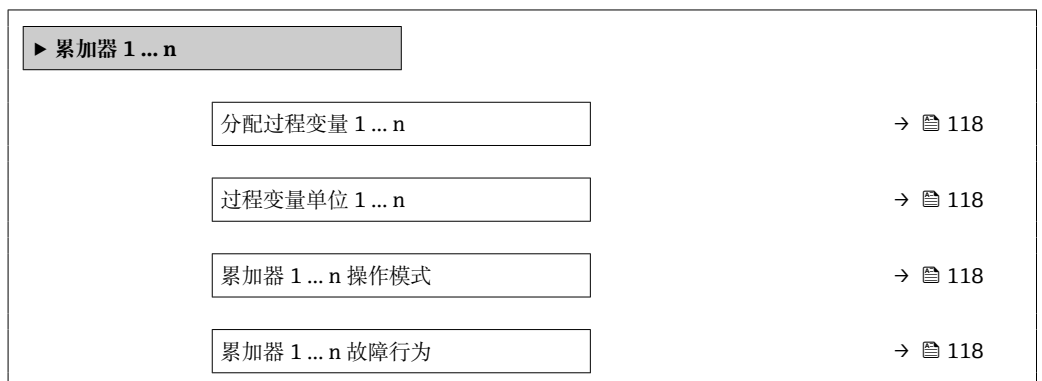 ▶ 累加器 1 ... n
分配过程变量 1 ... n → 118
过程变量单位 1 ... n → 118
累加器 1 ... n 操作模式 → 118
累加器 1 ... n 故障行为 → 118